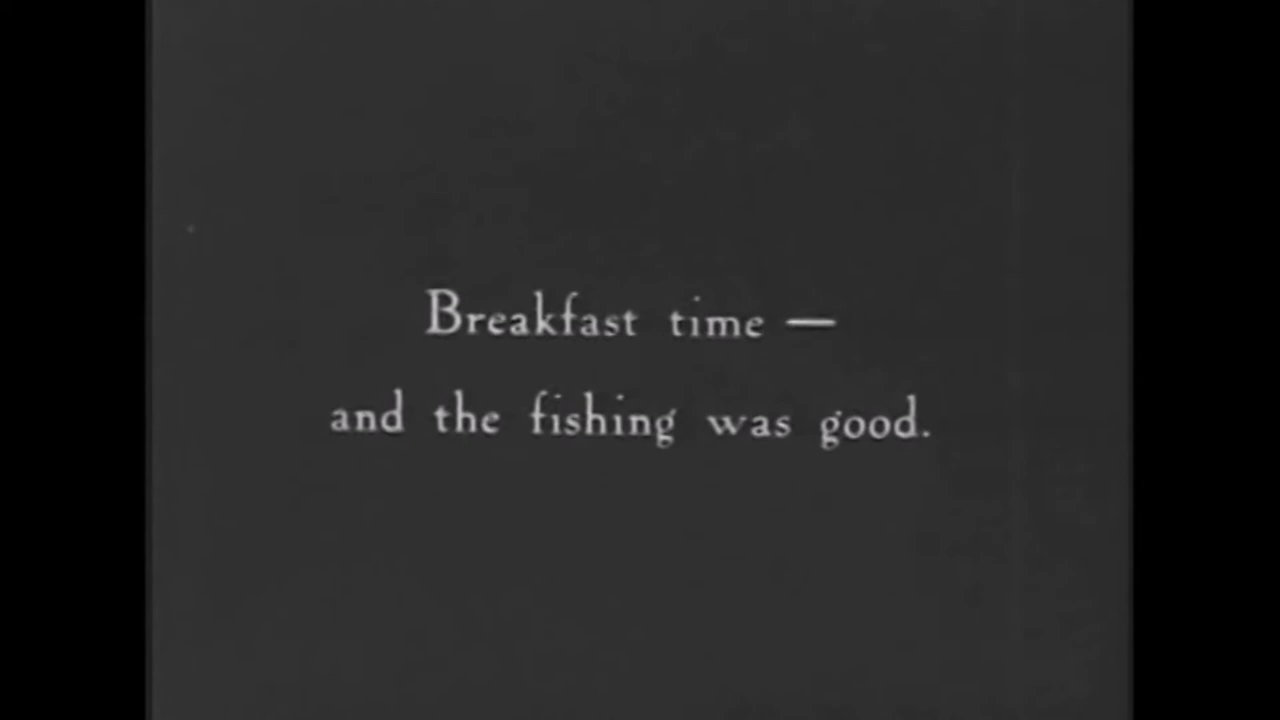 Breakfast time —
and the fishing was good.